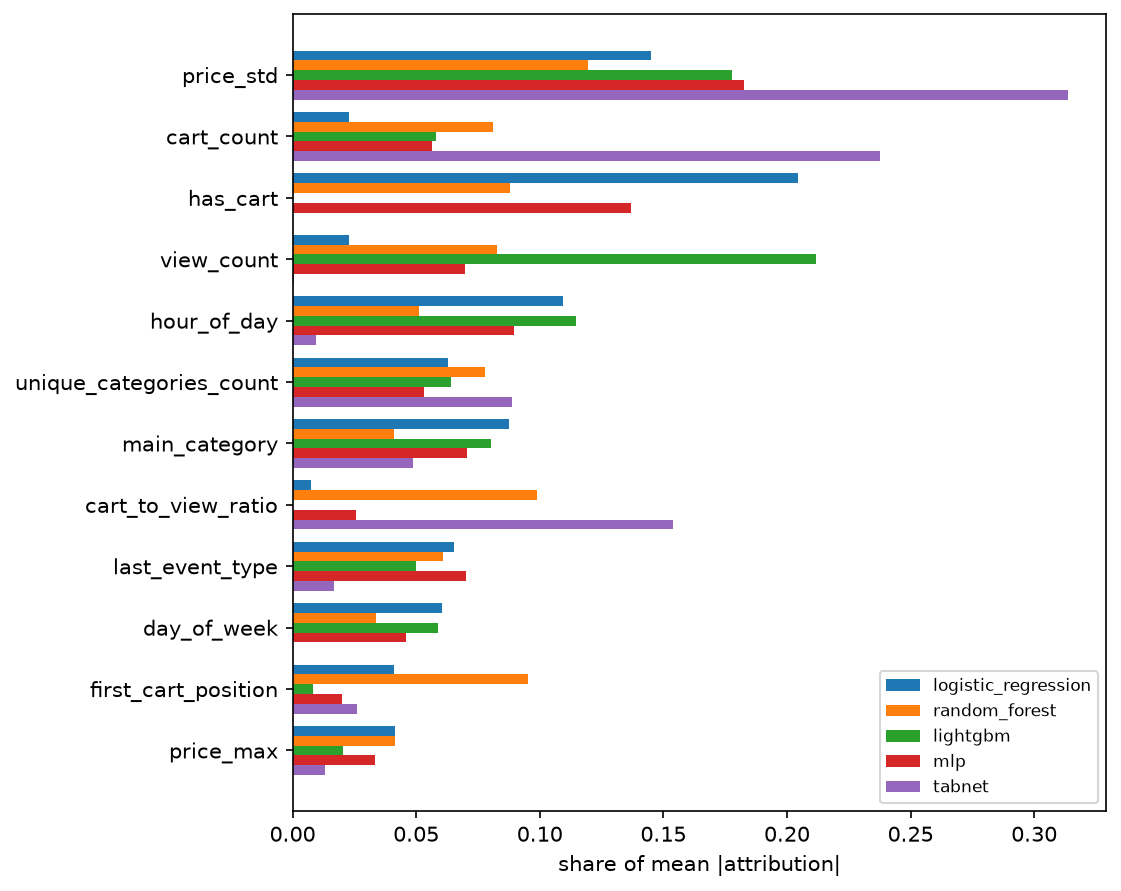 price_std
cart_count
has_cart
view_count
hour_of_day
unique_categories_count
main_category
cart_to_view_ratio
last_event_type
day_of_week
first_cart_position
price_max
logistic_regression
random_forest
lightgbm
mlp
tabnet
0.00 0.05 0.10 0.15 0.20 0.25 0.30
share of mean |attribution|